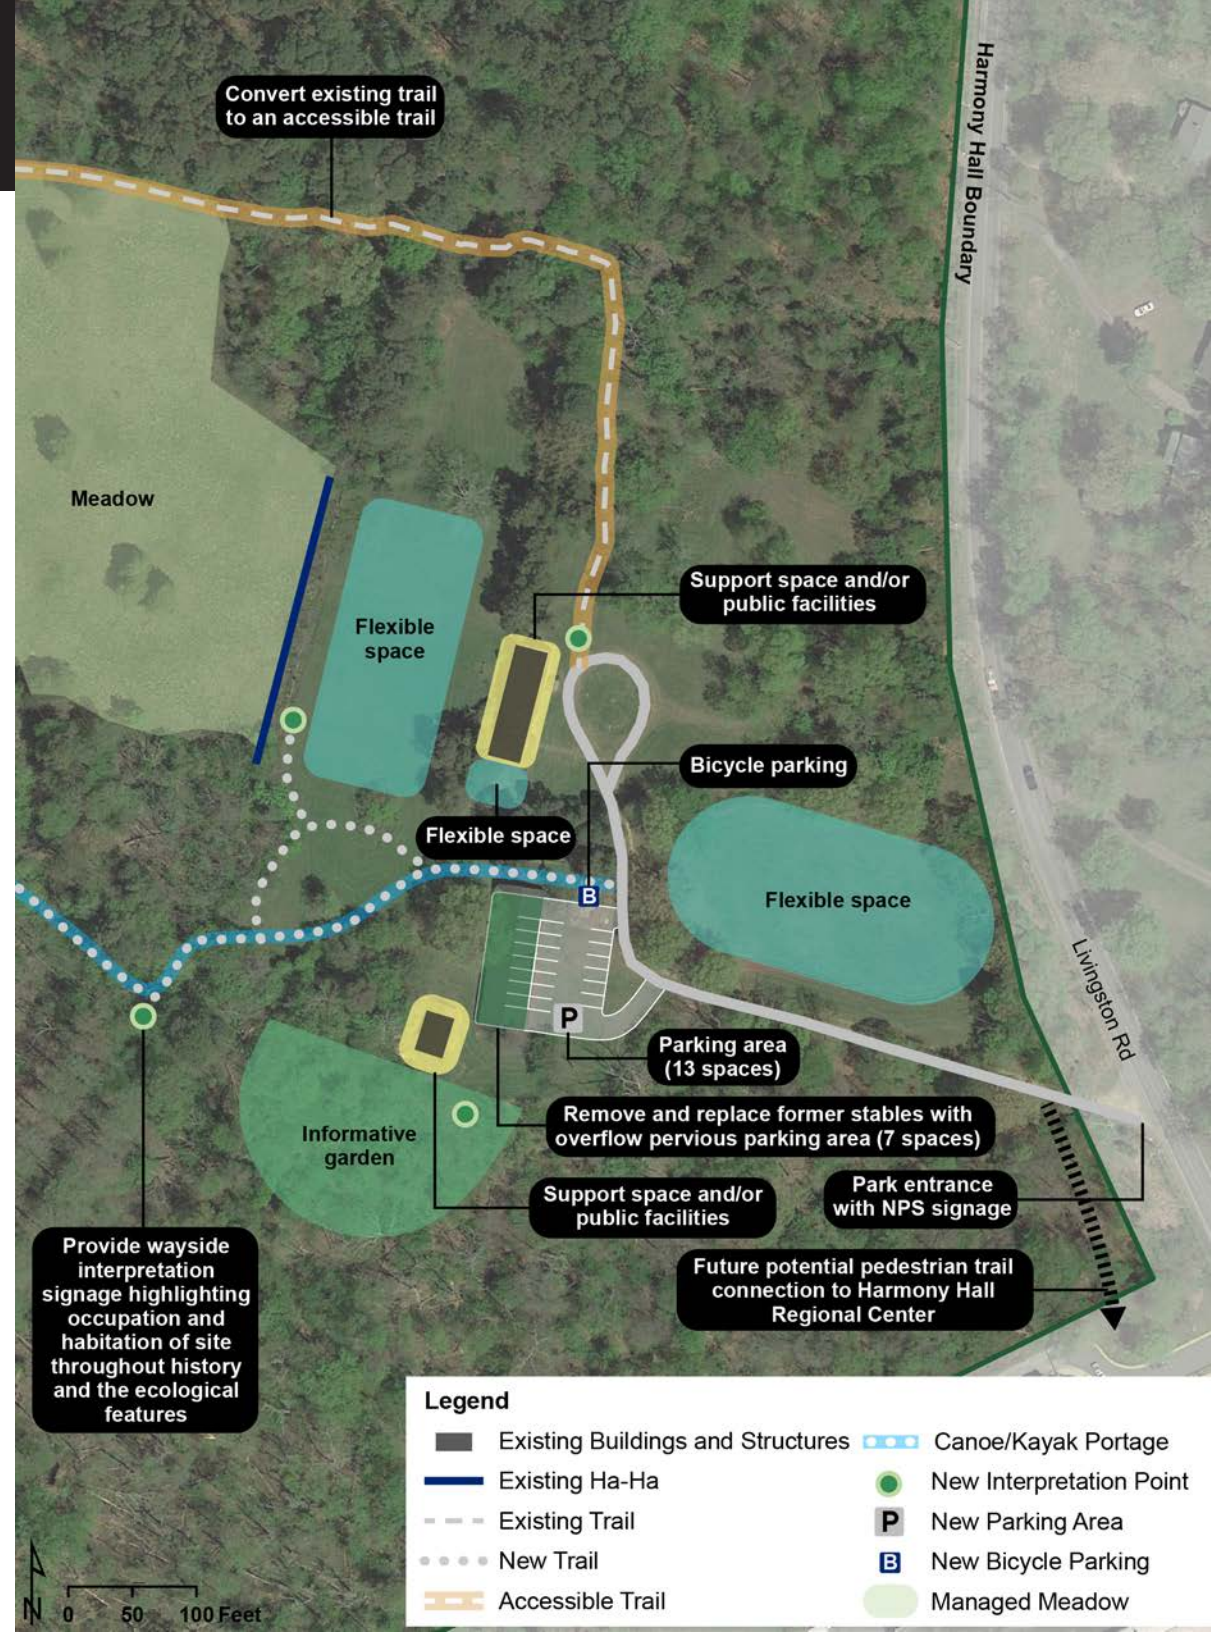 Convert existing trail
to an accessible trail
Harmony Hall Boundary
Meadow
Support space and/or
public facilities
Flexible
space
Bicycle parking
Flexible space
B
Flexible space
Livingston Rd
P
Parking area
(13 spaces)
Remove and replace former stables with
overflow pervious parking area (7 spaces)
Informative
garden
Park entrance
with NPS signage
Support space and/or
public facilities
Provide wayside
interpretation
signage highlighting
occupation and
habitation of site
throughout history
and the ecological
features
Future potential pedestrian trail
connection to Harmony Hall
Regional Center
Legend
Existing Buildings and Structures
Existing Ha-Ha
Existing Trail
New Trail
Accessible Trail
Canoe/Kayak Portage
New Interpretation Point
P New Parking Area
B New Bicycle Parking
Managed Meadow
N 0 50 100 Feet